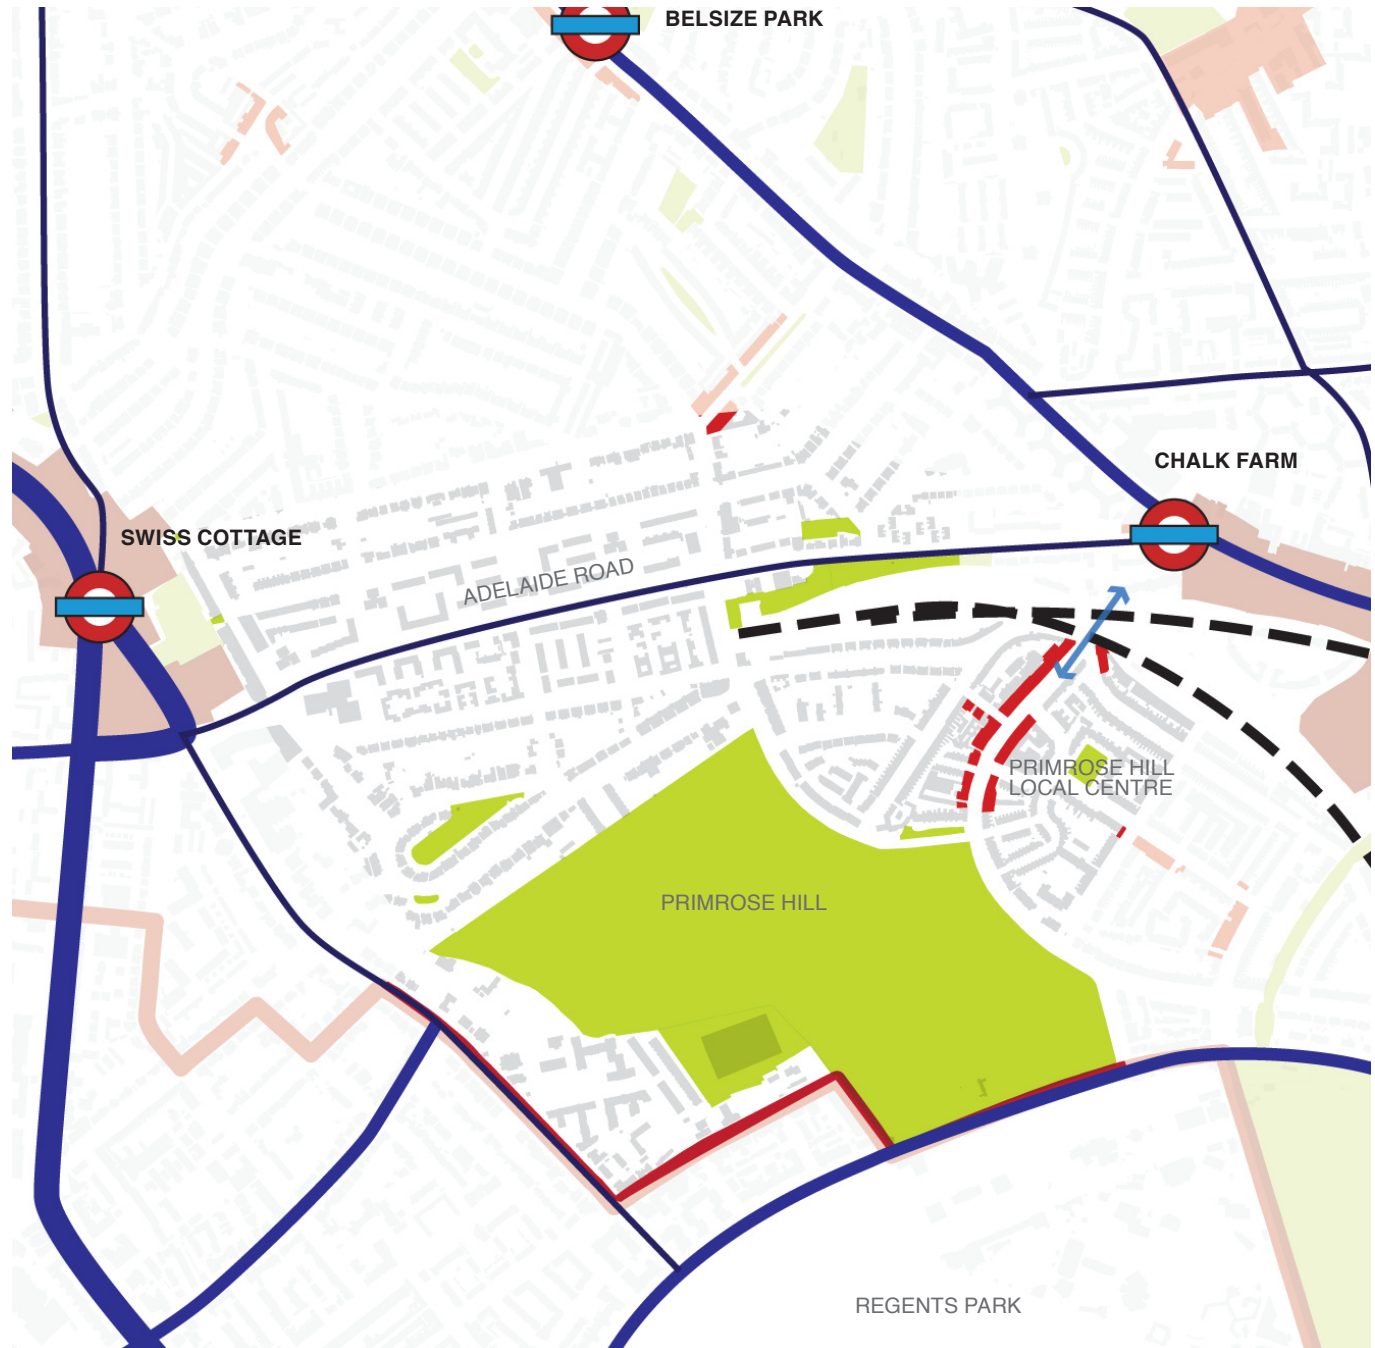 BELSIZE PARK
CHALK FARM
SWISS COTTAGE
ADELAIDE ROAD
PRIMROSE HILL
LOCAL CENTRE
PRIMROSE HILL
REGENTS PARK